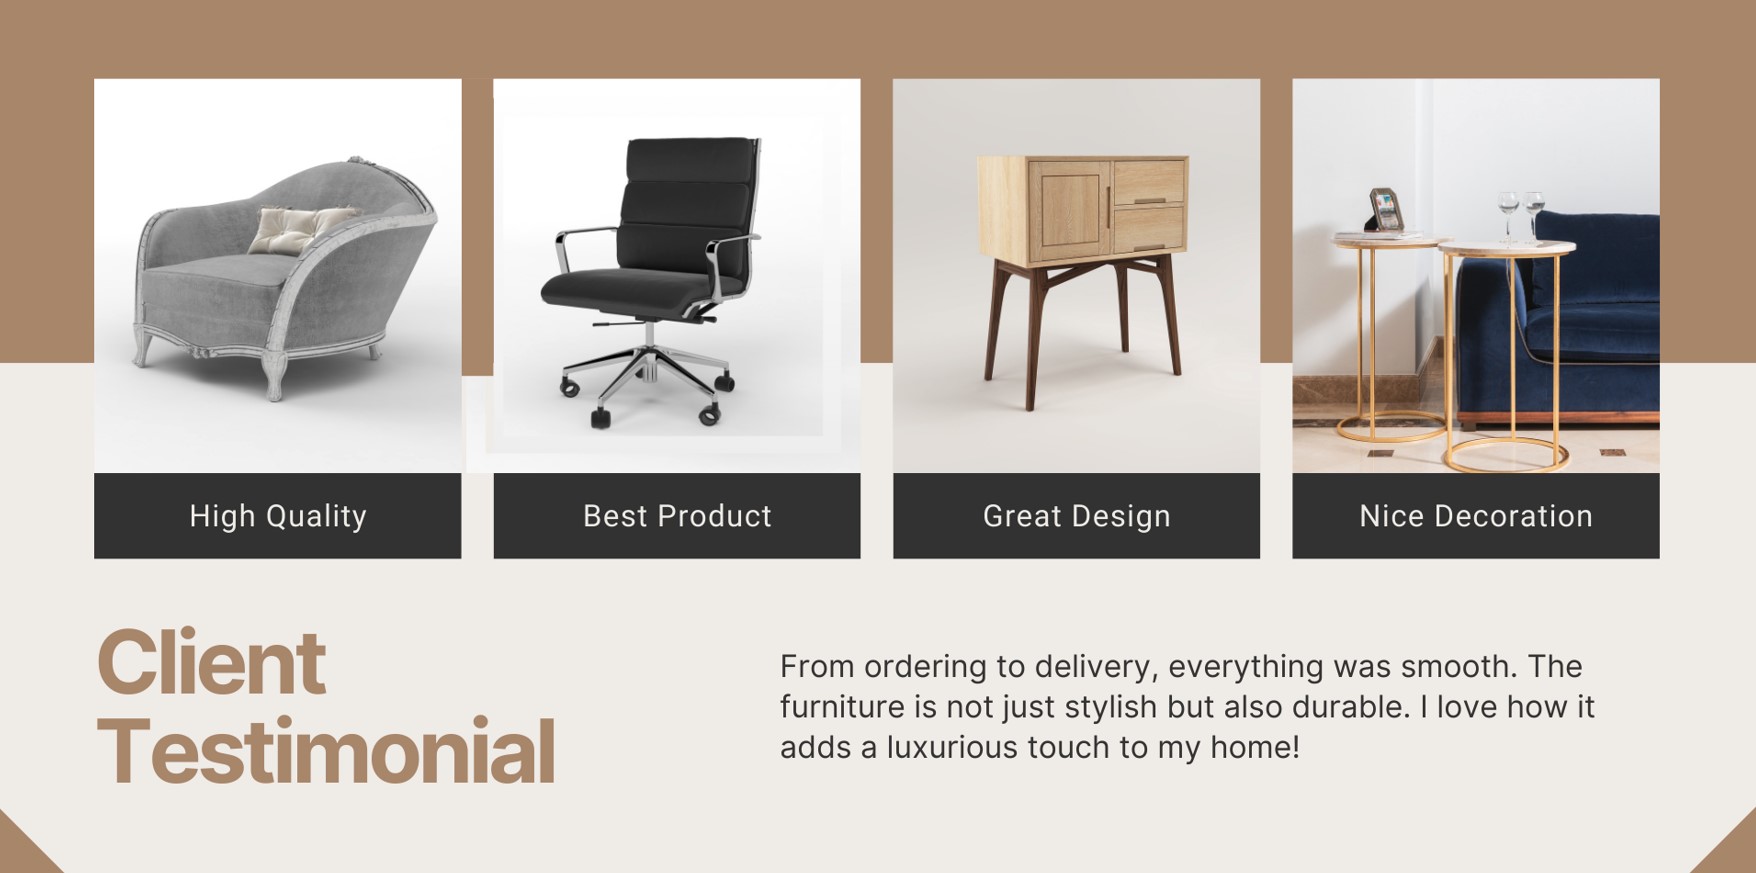 High Quality
Best Product
Great Design
Nice Decoration
Client
Testimonial
From ordering to delivery, everything was smooth. The
furniture is not just stylish but also durable. I love how it
adds a luxurious touch to my home!